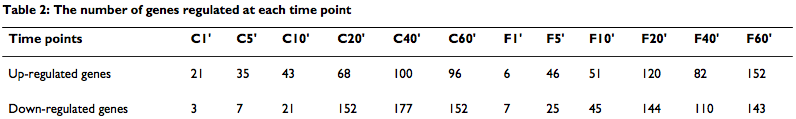 Table 2: The number of genes regulated at each time point
Time points C1' C5' C10' C20' C40' C60' F1' F5' F10' F20' F40' F60'
Up-regulated genes 21 35 43 68 100 96 6 46 51 120 82 152
Down-regulated genes 3 7 21 152 177 152 7 25 45 144 110 143